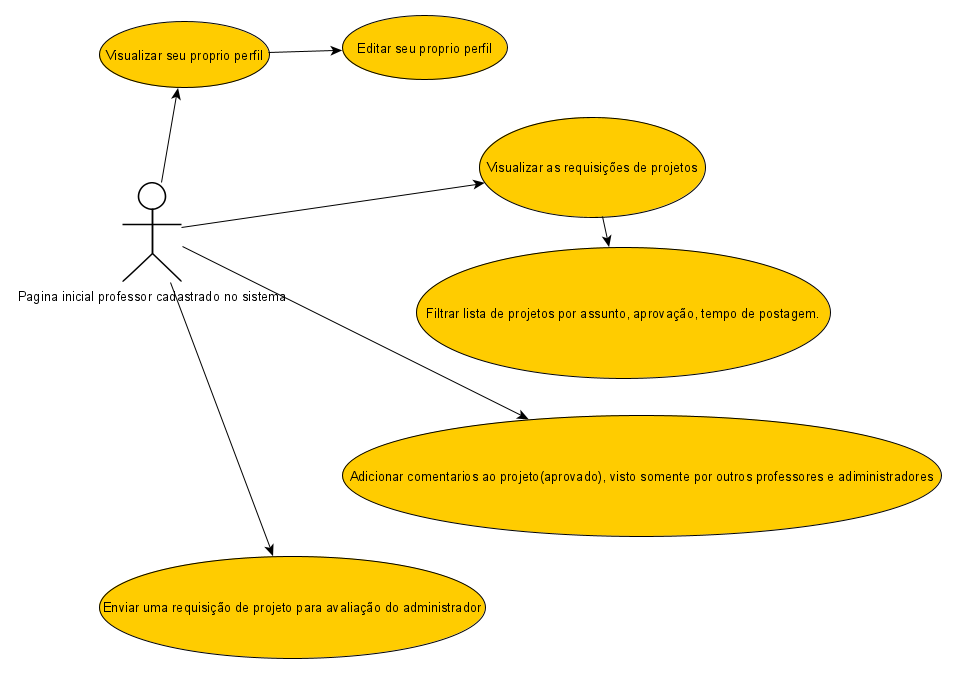 Visualizar seu proprio perfil
Editar seu proprio perfil
Visualizar as requisições de projetos
Pagina inicial professor cadastrado no sistema
Filtrar lista de projetos por assunto, aprovação, tempo de postagem.
Adicionar comentarios ao projeto(aprovado), visto somente por outros professores e adiministradores
Enviar uma requisição de projeto para avaliação do administrador